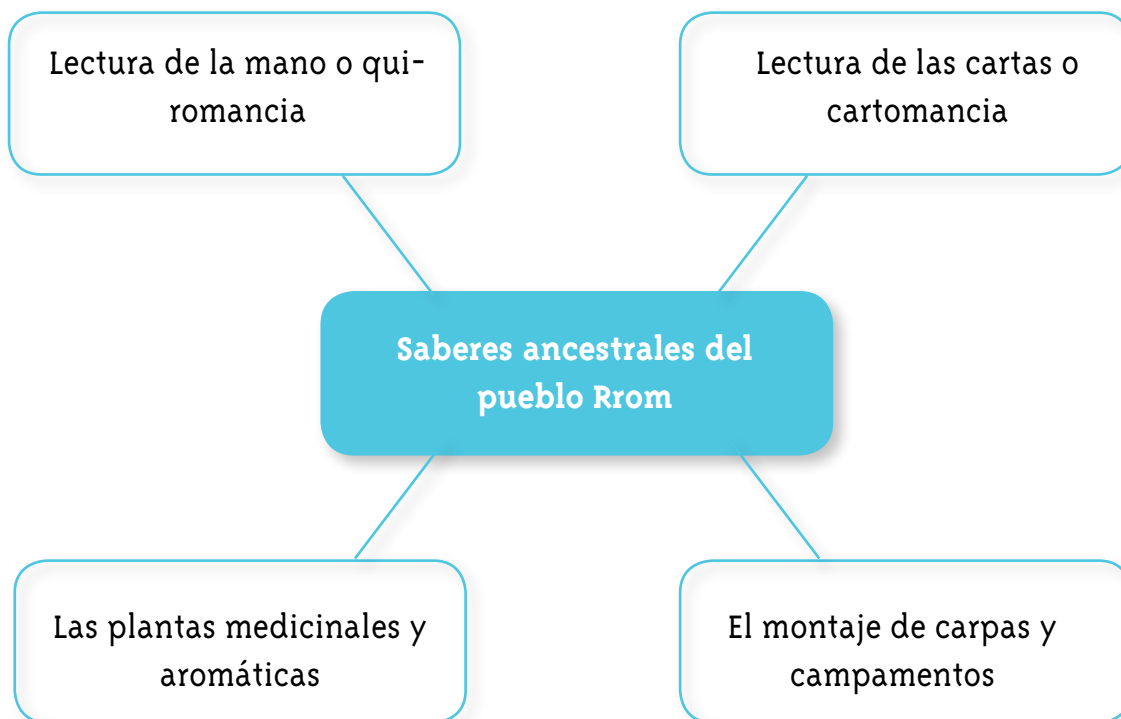 Lectura de la mano o qui-
romancia
Lectura de las cartas o
cartomancia
Saberes ancestrales del
pueblo Rrom
Las plantas medicinales y
aromáticas
El montaje de carpas y
campamentos